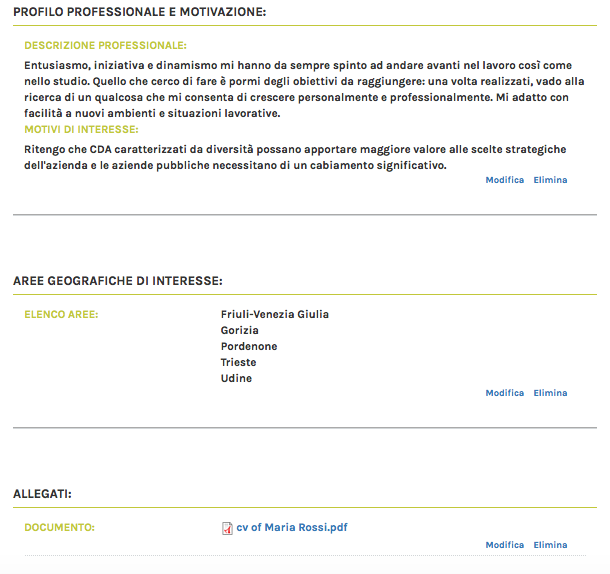 PROFILO PROFESSIONALE E MOTIVAZIONE:
DESCRIZIONE PROFESSIONALE:
Entusiasmo, iniziativa e dinamismo mi hanno da sempre spinto ad andare avanti nel lavoro così come
nello studio. Quello che cerco di fare è pormi degli obiettivi da raggiungere: una volta realizzati, vado alla
ricerca di un qualcosa che mi consenta di crescere personalmente e professionalmente. Mi adatto con
facilità a nuovi ambienti e situazioni lavorative.
MOTIVI DI INTERESSE:
Ritengo che CDA caratterizzati da diversità possano apportare maggiore valore alle scelte strategiche
dell'azienda e le aziende pubbliche necessitano di un cabiamento significativo.
Modifica Elimina
AREE GEOGRAFICHE DI INTERESSE:
ELENCO AREE: Friuli-Venezia Giulia
Gorizia
Pordenone
Trieste
Udine
Modifica Elimina
ALLEGATI:
DOCUMENTO: cv of Maria Rossi.pdf
Modifica Elimina